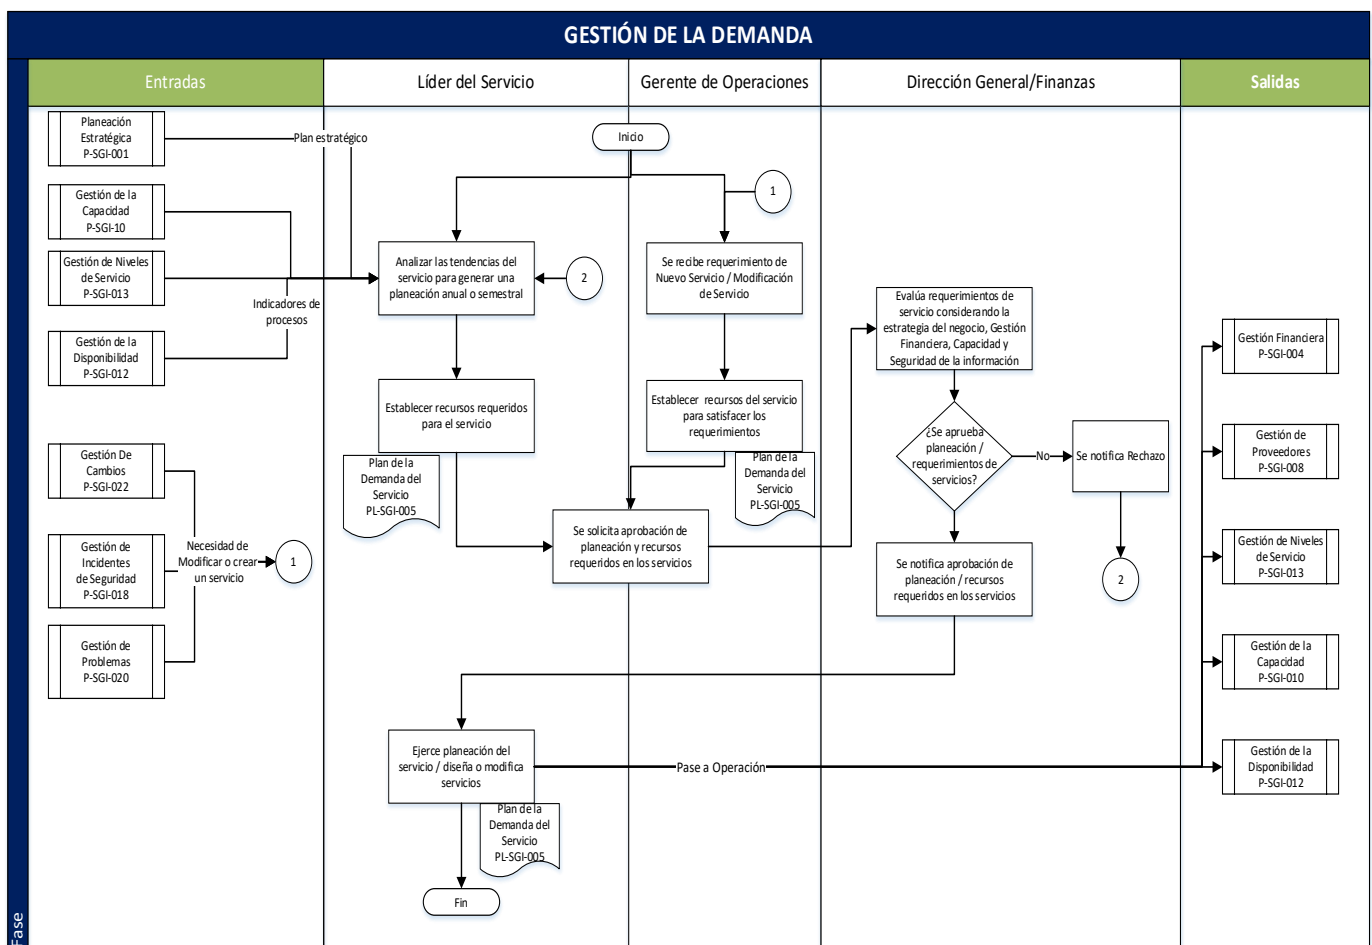 GESTIÓN DE LA DEMANDA
Entradas
Líder del Servicio
Gerente de Operaciones
Dirección General/Finanzas
Salidas
Planeación
Estratégica
P-SGI-001
Plan estratégico
Gestión de la
Capacidad
P-SGI-10
Gestión de Niveles
de Servicio
P-SGI-013
Indicadores de
procesos
Gestión de la
Disponibilidad
P-SGI-012
Gestión De
Cambios
P-SGI-022
Gestión de
Incidentes
de Seguridad
P-SGI-018
Necesidad de
Modificar o crear
un servicio
1
Gestión de
Problemas
P-SGI-020
Inicio
1
Analizar las tendencias del
servicio para generar una
planeación anual o semestral
2
Se recibe requerimiento de
Nuevo Servicio / Modificación
de Servicio
Establecer recursos requeridos
para el servicio
Plan de la
Demanda del
Servicio
PL-SGI-005
Establecer recursos del servicio
para satisfacer los
requerimientos
Plan de la
Demanda del
Servicio
PL-SGI-005
Se solicita aprobación de
planeación y recursos
requeridos en los servicios
Evalúa requerimientos de
servicio considerando la
estrategia del negocio, Gestión
Financiera, Capacidad y
Seguridad de la información
¿Se aprueba
planeación /
requerimientos de
servicios?
No
Se notifica Rechazo
2
Se notifica aprobación de
planeación / recursos
requeridos en los servicios
Ejerce planeación del
servicio / diseña o modifica
servicios
Plan de la
Demanda del
Servicio
PL-SGI-005
Pase a Operación
Fin
Gestión Financiera
P-SGI-004
Gestión de
Proveedores
P-SGI-008
Gestión de Niveles
de Servicio
P-SGI-013
Gestión de la
Capacidad
P-SGI-010
Gestión de la
Disponibilidad
P-SGI-012
Fase